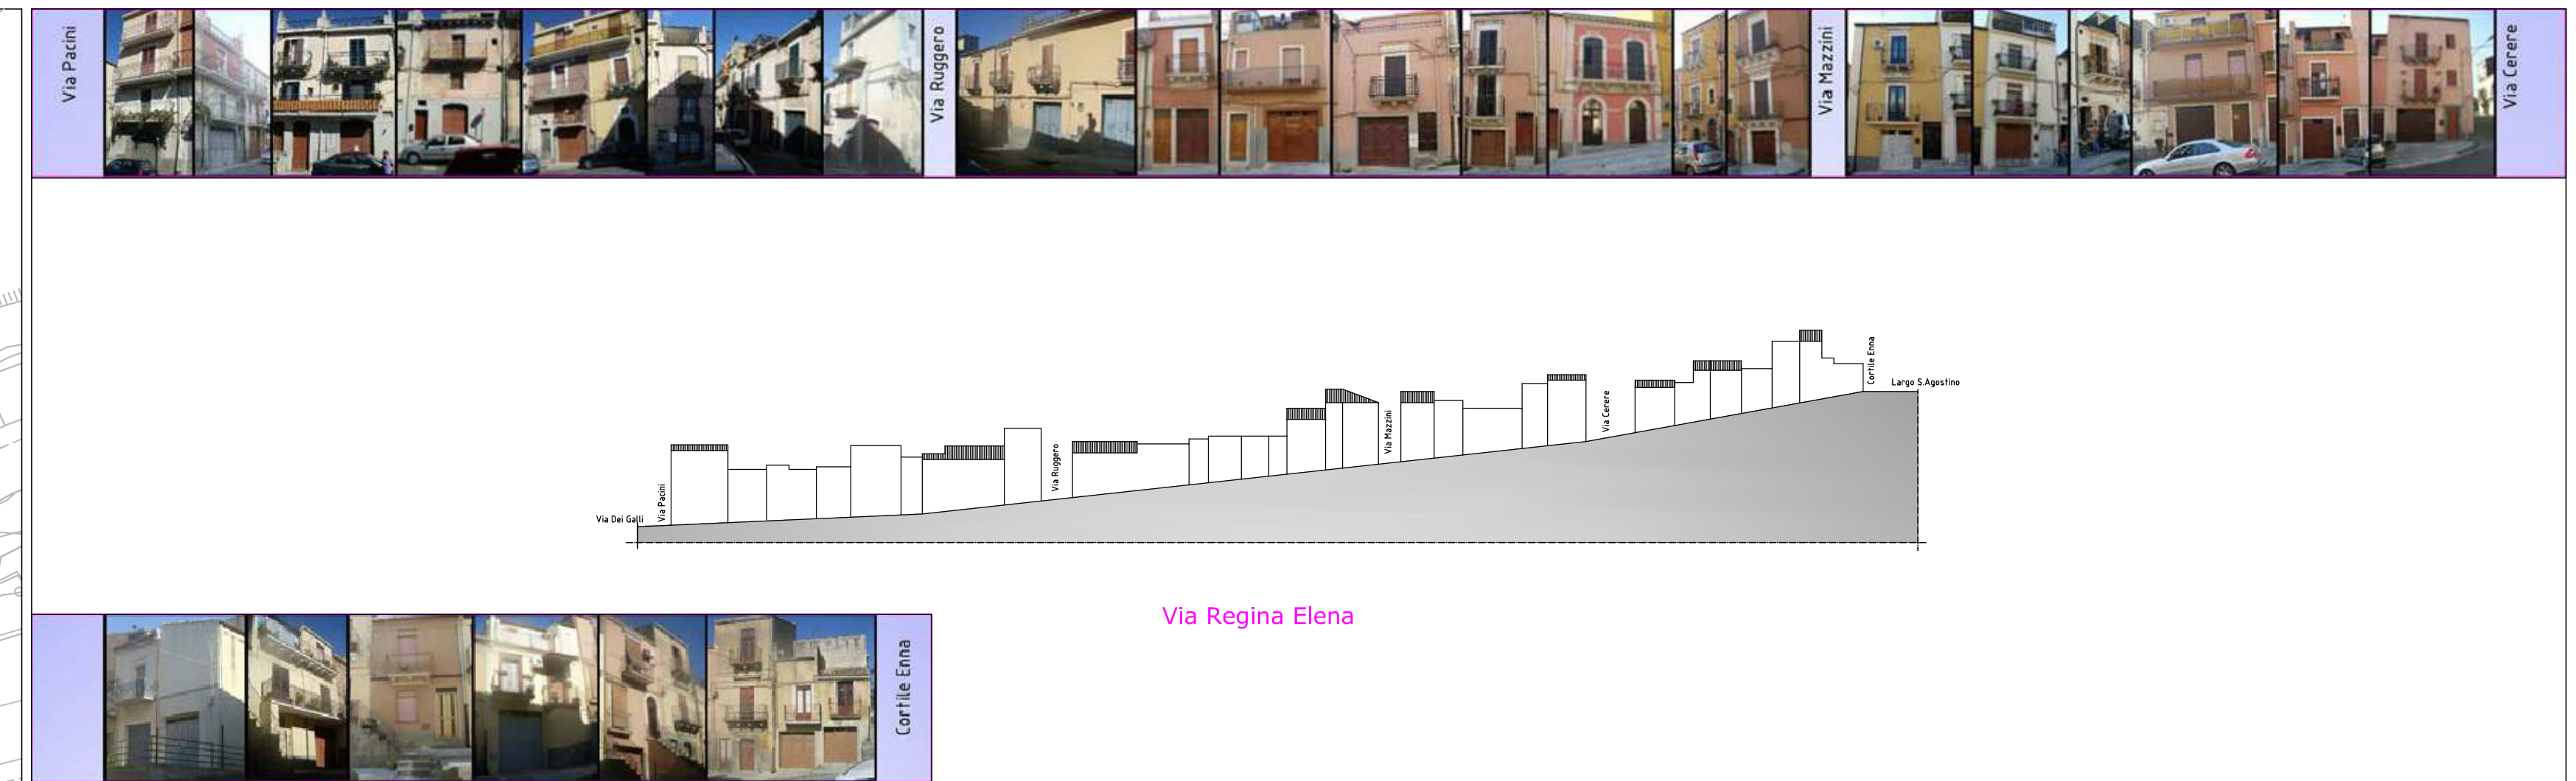 Via Pacini
Via Ruggero
Via Mazzini
Via Cerere
Via Dei Galli
Via Pacini
Via Ruggero
Via Mazzini
Via Cerere
Cortile Enna
Largo S.Agostino
Via Regina Elena
Cortile Enna